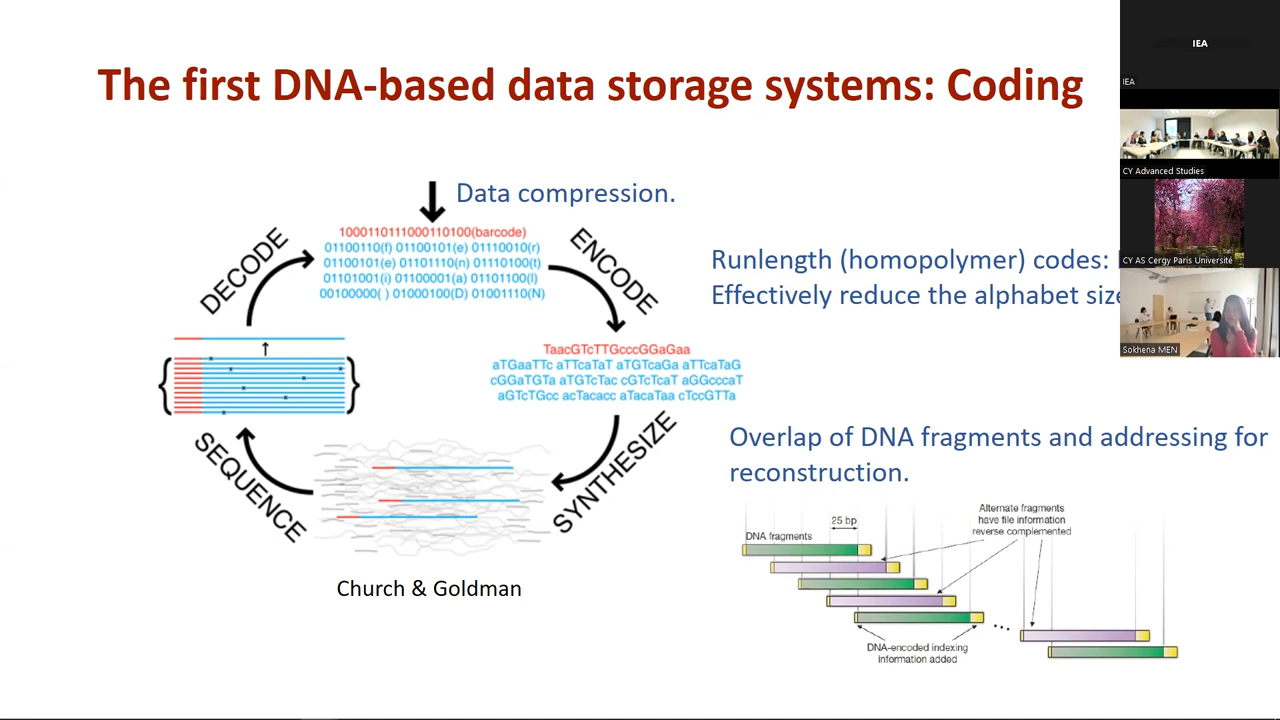 The first DNA-based data storage systems: Coding
IEA
IEA
CY Advanced Studies
CY AS Cergy Paris Université
Sokhena MEN
Data compression.
DECODE
ENCODE
1000110111000110100(barcode)
01100110(f) 01100101(e) 01110010(r)
01100101(e) 01101110(n) 01110100(t)
01101001(i) 01100001(a) 01101100(l)
00100000( ) 01000100(D) 01001110(N)
Runlength (homopolymer) codes:
Effectively reduce the alphabet size
TaacGTcTTGcccGGaGaa
aTGaaTTc aTTcaTaT aTGTcaGa aTTcaTaG
cGGaTGTa aTGTcTac cGTcTcaT aGGcccaT
aGTcTGcc acTacacc aTacaTaa cTccGTTa
SEQUENCE
SYNTHESIZE
Church & Goldman
Overlap of DNA fragments and addressing for
reconstruction.
25 bp
Alternate fragments
have file information
reverse complemented
DNA fragments
DNA-encoded indexing
information added